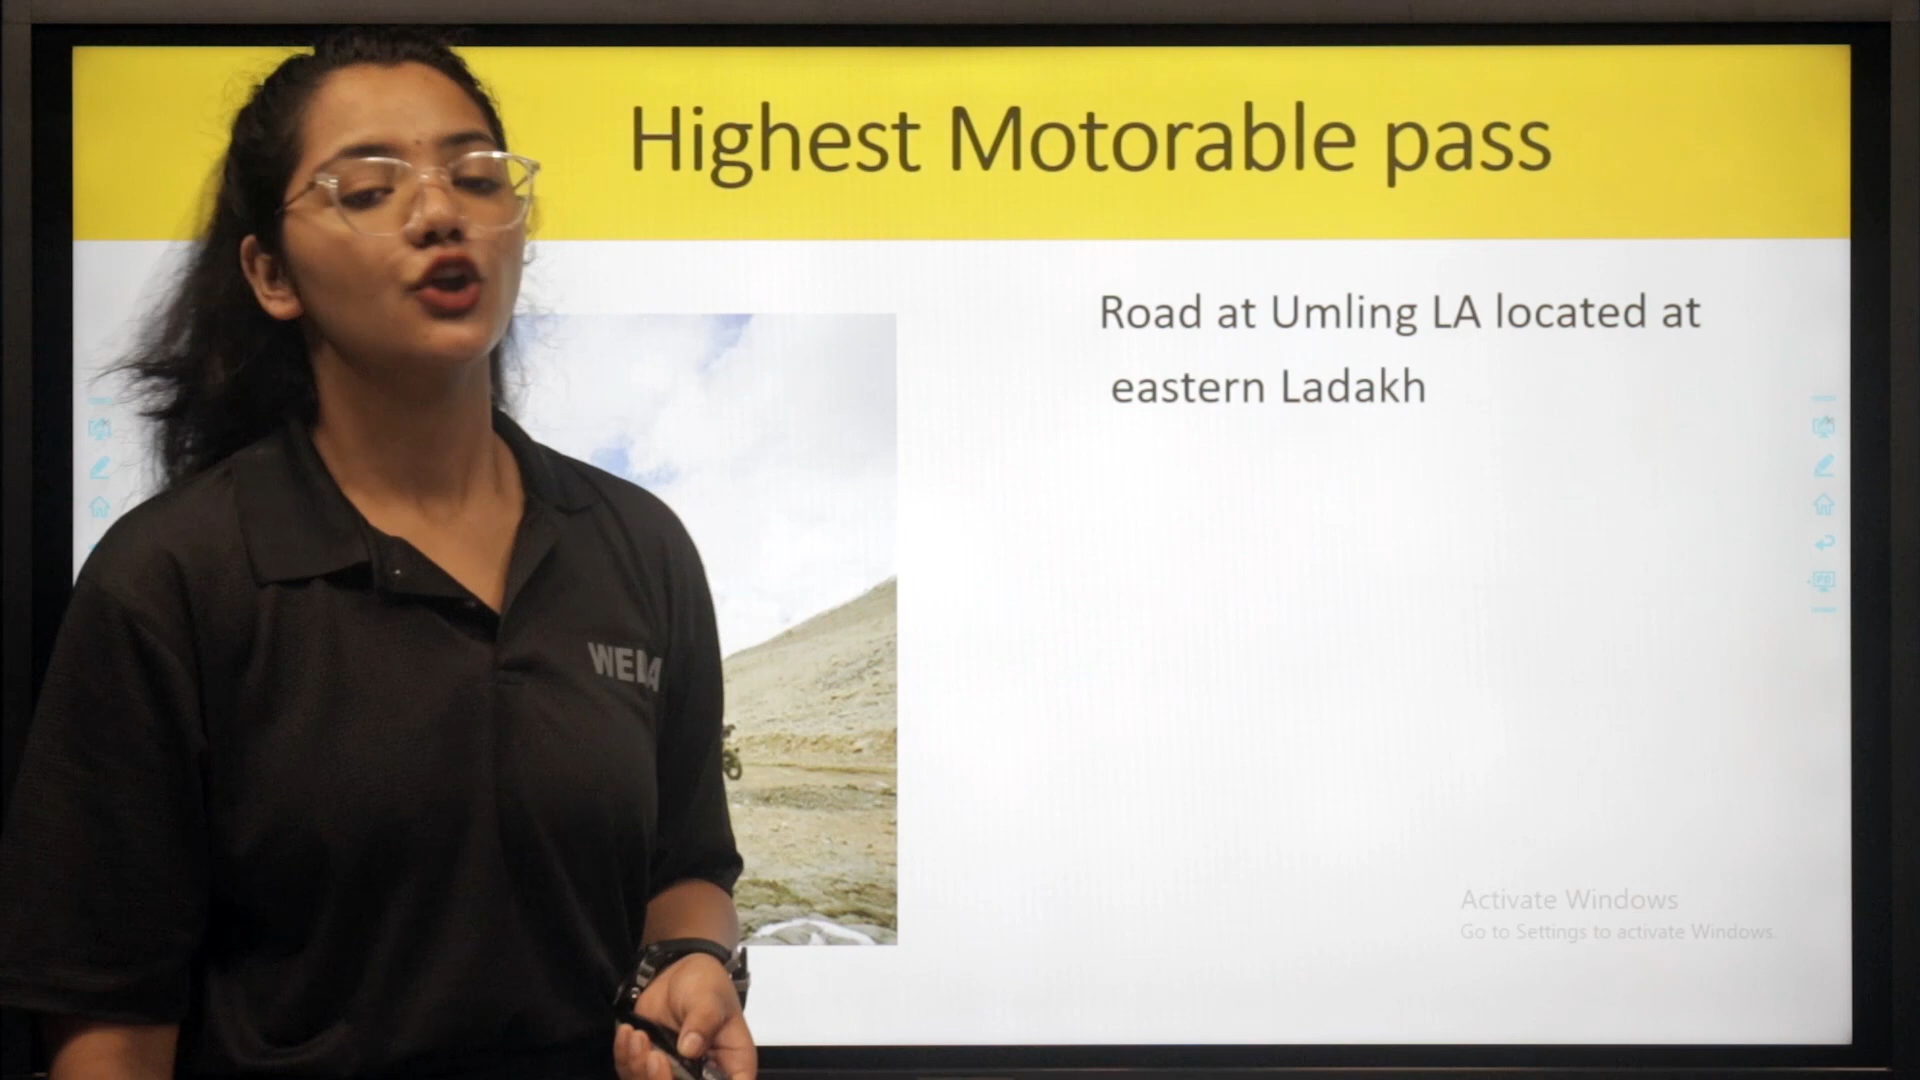 Highest Motorable pass
Road at Umling LA located at
eastern Ladakh
Activate Windows
Go to Settings to activate Windows.